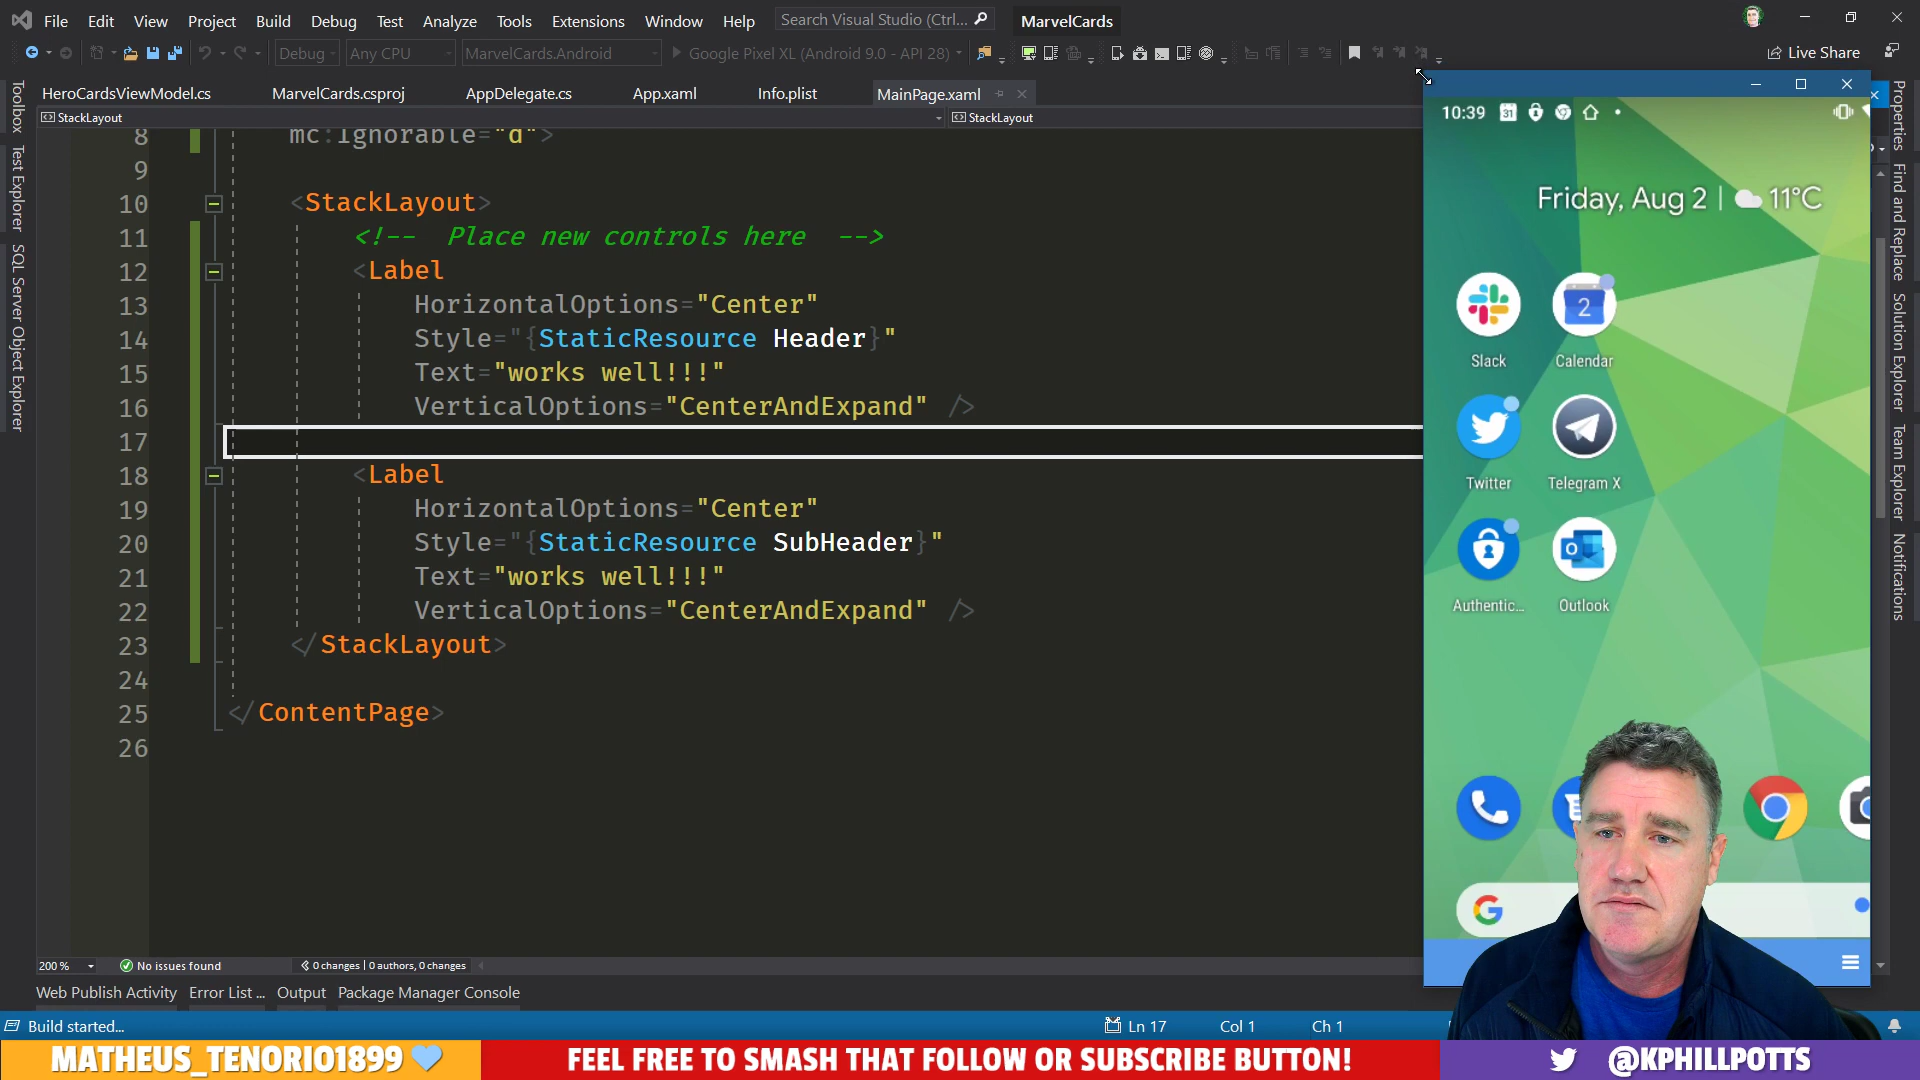 File Edit View Project Build Debug Test Analyze Tools Extensions Window Help Search Visual Studio (Ctrl... MarvelCards
Debug Any CPU MarvelCards.Android Google Pixel XL (Android 9.0 - API 28) Live Share
HeroCardsViewModel.cs MarvelCards.csproj AppDelegate.cs App.xaml Info.plist MainPage.xaml
StackLayout StackLayout
8 mc:Ignorable="d">
9
10 <StackLayout>
11 <!-- Place new controls here -->
12 <Label
13 HorizontalOptions="Center"
14 Style="{StaticResource Header}"
15 Text="works well!!!"
16 VerticalOptions="CenterAndExpand" />
17
18 <Label
19 HorizontalOptions="Center"
20 Style="{StaticResource SubHeader}"
21 Text="works well!!!"
22 VerticalOptions="CenterAndExpand" />
23 </StackLayout>
24
25 </ContentPage>
26
Toolbox
Test Explorer
SQL Server Object Explorer
10:39 31
Friday, Aug 2 | 11°C
2
Slack Calendar
Twitter Telegram X
Authentic... Outlook
Properties
Find and Replace
Solution Explorer
Team Explorer
Notifications
200 % No issues found 0 changes | 0 authors, 0 changes
Web Publish Activity Error List ... Output Package Manager Console
Build started... Ln 17 Col 1 Ch 1
MATHEUS_TENORIO1899 FEEL FREE TO SMASH THAT FOLLOW OR SUBSCRIBE BUTTON! @KPHILLPOTTS